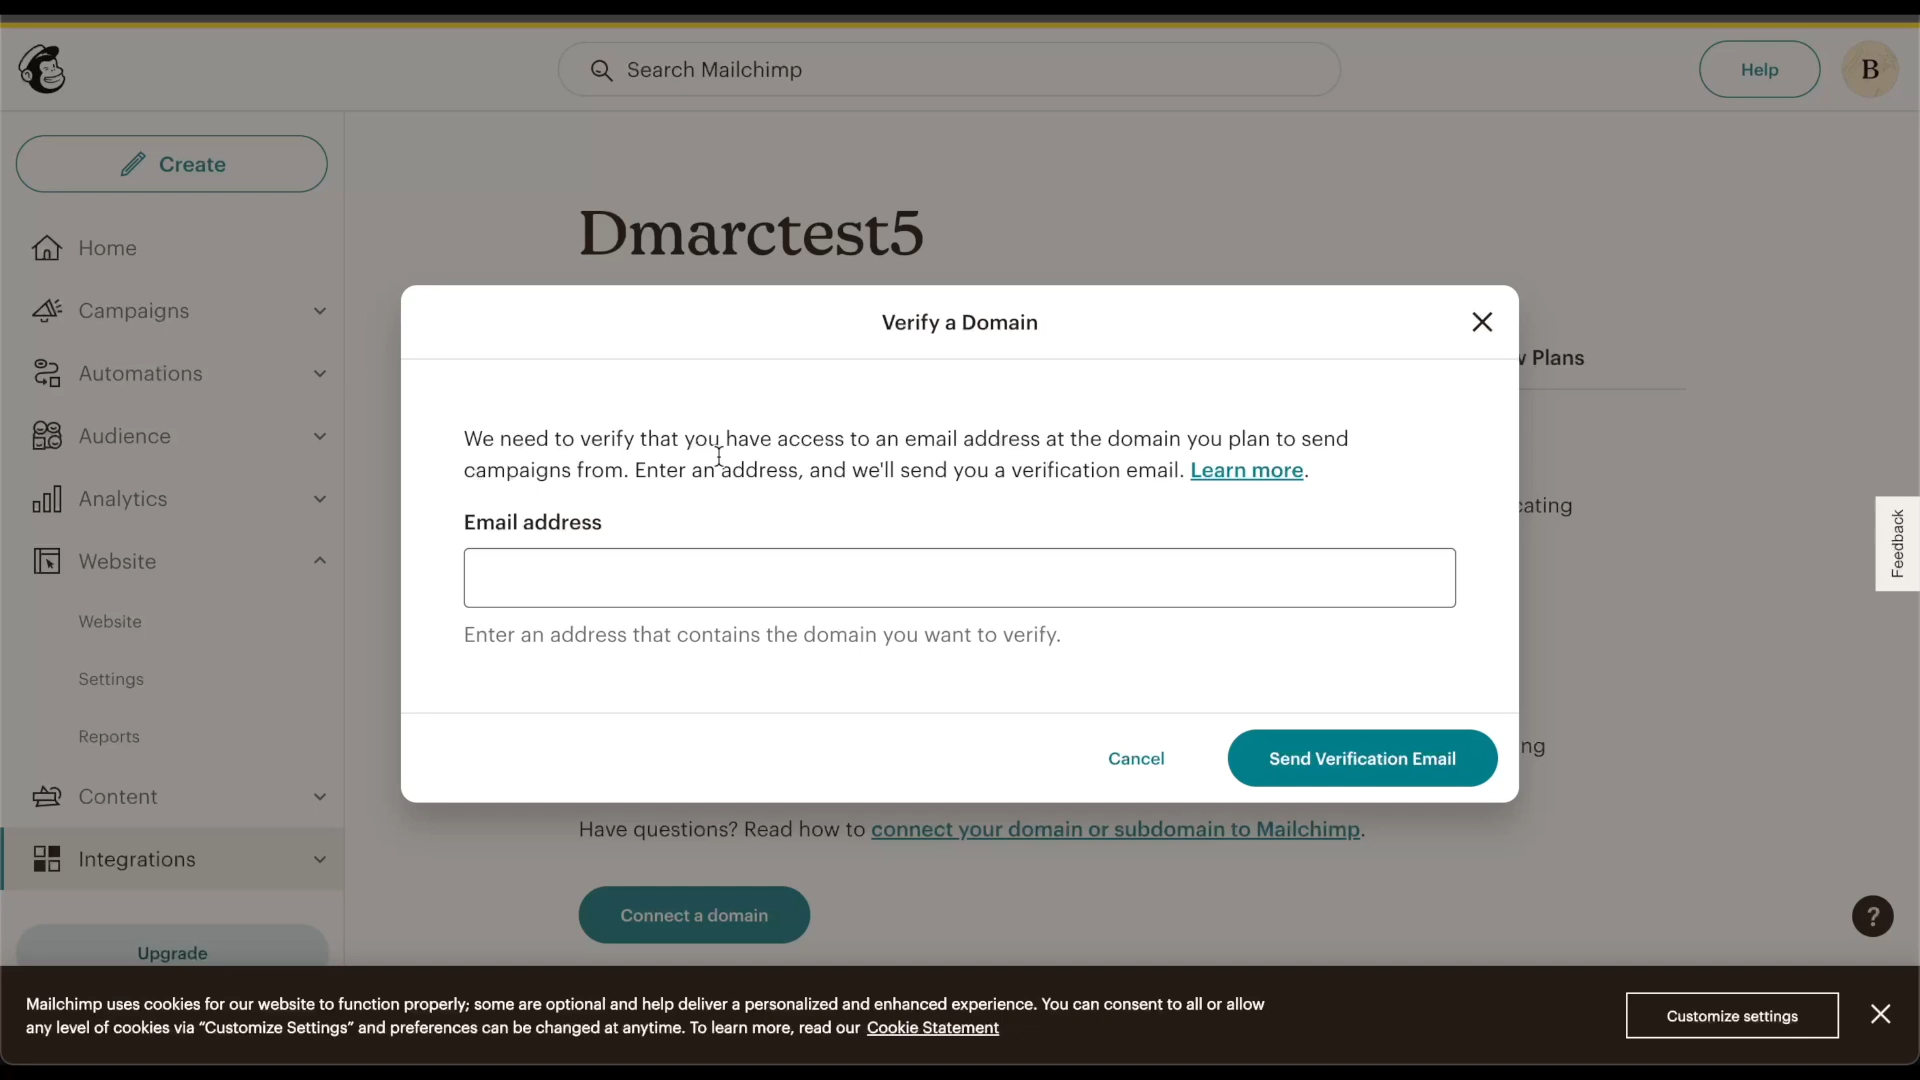 Search Mailchimp
Help
B
Create
Home
Campaigns
Automations
Audience
Analytics
Website
Website
Settings
Reports
Content
Integrations
Upgrade
Dmarctest5
Plans
Verify a Domain
We need to verify that you have access to an email address at the domain you plan to send
campaigns from. Enter an address, and we'll send you a verification email. Learn more.
Email address
Enter an address that contains the domain you want to verify.
Cancel
Send Verification Email
Have questions? Read how to connect your domain or subdomain to Mailchimp.
Connect a domain
Feedback
?
Mailchimp uses cookies for our website to function properly; some are optional and help deliver a personalized and enhanced experience. You can consent to all or allow
any level of cookies via “Customize Settings” and preferences can be changed at anytime. To learn more, read our Cookie Statement
Customize settings